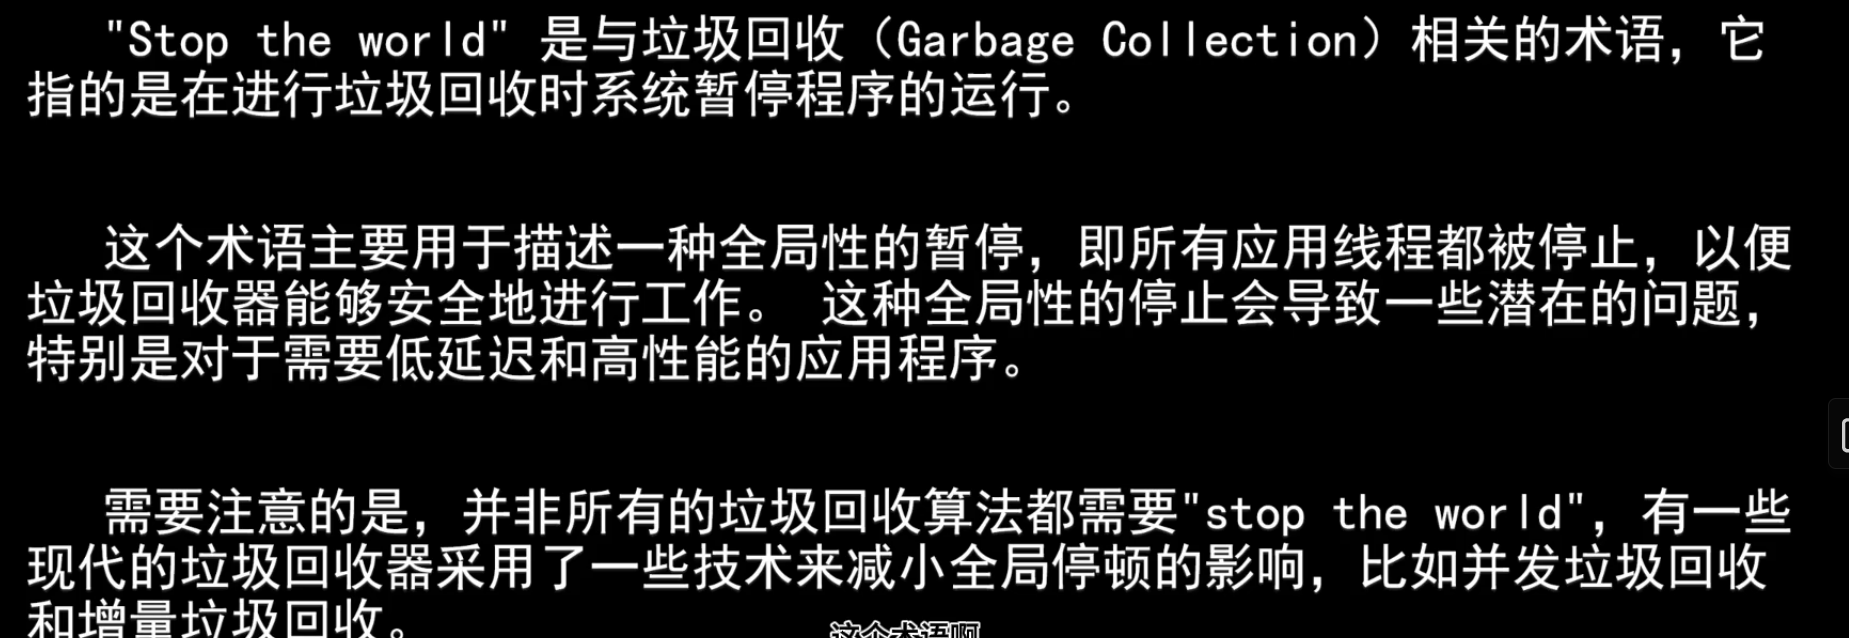 "Stop the world" 是与垃圾回收（Garbage Collection）相关的术语，它
指的是在进行垃圾回收时系统暂停程序的运行。
这个术语主要用于描述一种全局性的暂停，即所有应用线程都被停止，以便
垃圾回收器能够安全地进行工作。 这种全局性的停止会导致一些潜在的问题，
特别是对于需要低延迟和高性能的应用程序。
需要注意的是，并非所有的垃圾回收算法都需要"stop the world"，有一些
现代的垃圾回收器采用了一些技术来减小全局停顿的影响，比如并发垃圾回收
和增量垃圾回收。
这个术语啊